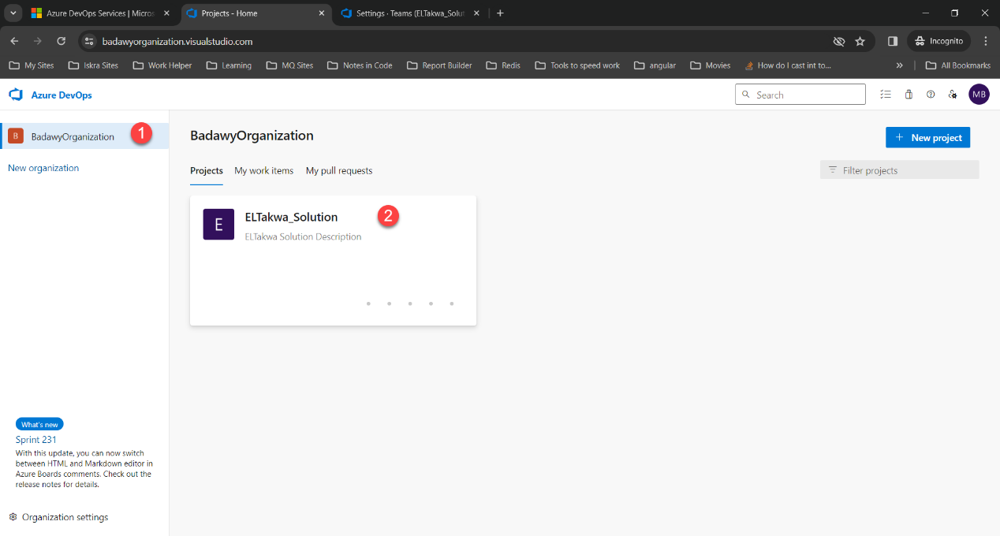 Azure DevOps Services | Micros
Projects - Home
Settings · Teams (ELTakwa_Solut
badawyorganization.visualstudio.com
Incognito
My Sites
Iskra Sites
Work Helper
Learning
MQ Sites
Notes in Code
Report Builder
Redis
Tools to speed work
angular
Movies
How do I cast int to...
All Bookmarks
Azure DevOps
Search
MB
B
BadawyOrganization
1
New organization
BadawyOrganization
New project
Projects
My work items
My pull requests
Filter projects
E
ELTakwa_Solution
2
ELTakwa Solution Description
What's new
Sprint 231
With this update, you can now switch
between HTML and Markdown editor in
Azure Boards comments. Check out the
release notes for details.
Organization settings